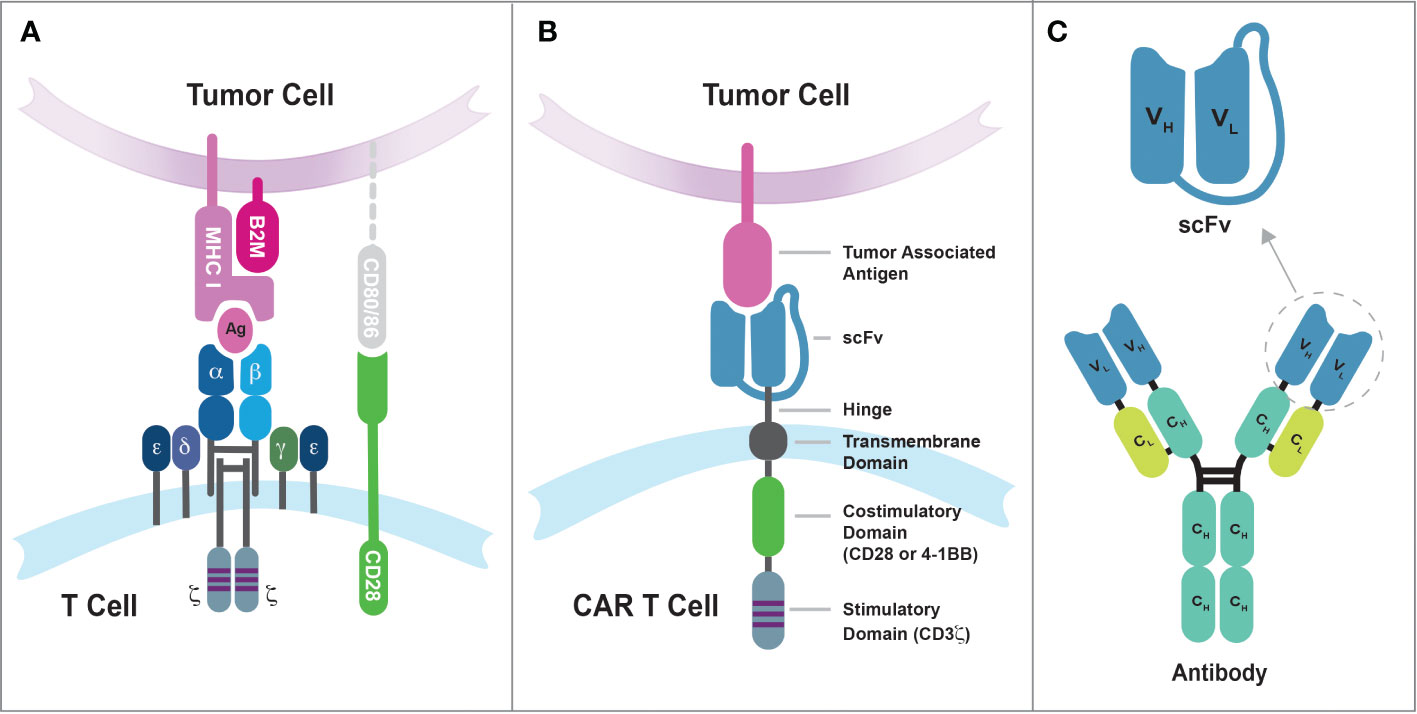 A
Tumor Cell
MHC I
B2M
CD80/86
Ag
α
β
ε
δ
γ
ε
ζ
ζ
CD28
T Cell
B
Tumor Cell
Tumor Associated
Antigen
scFv
Hinge
Transmembrane
Domain
Costimulatory
Domain
(CD28 or 4-1BB)
Stimulatory
Domain (CD3ζ)
CAR T Cell
C
VH
VL
scFv
VL
VH
VH
VL
CL
CH
CH
CL
CH
CH
CH
CH
Antibody